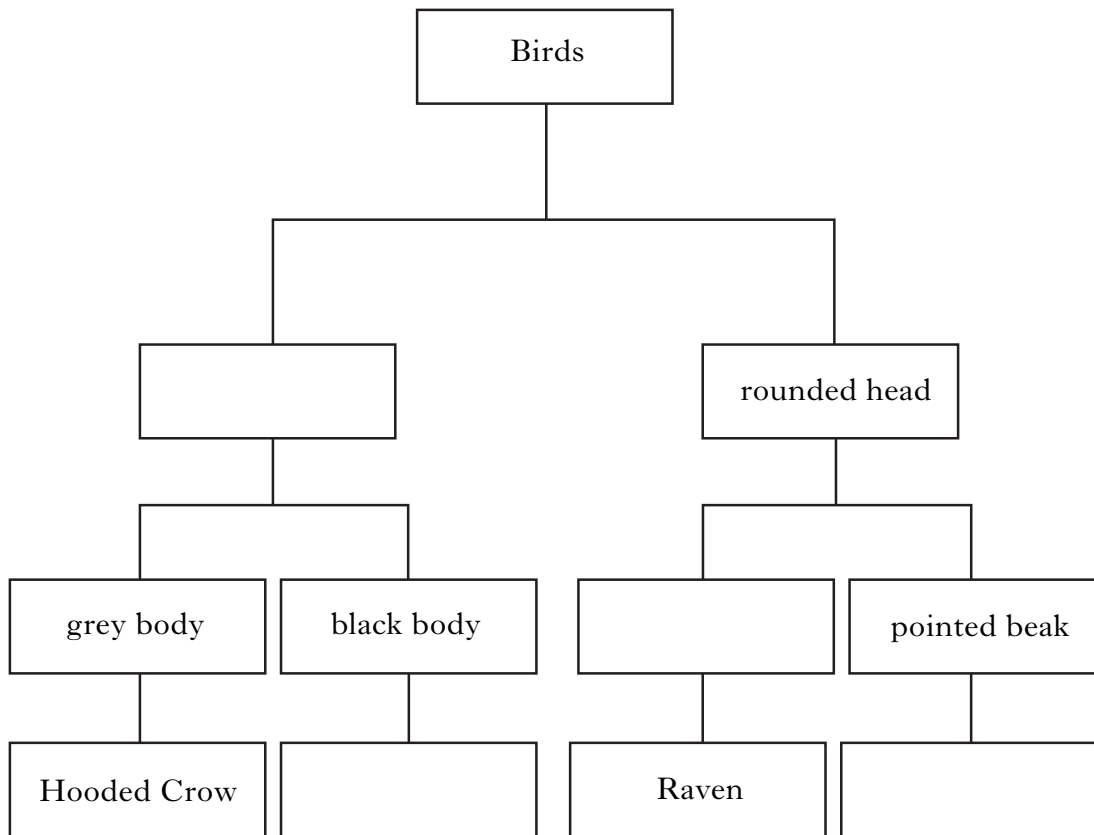 Birds
rounded head
grey body
black body
pointed beak
Hooded Crow
Raven